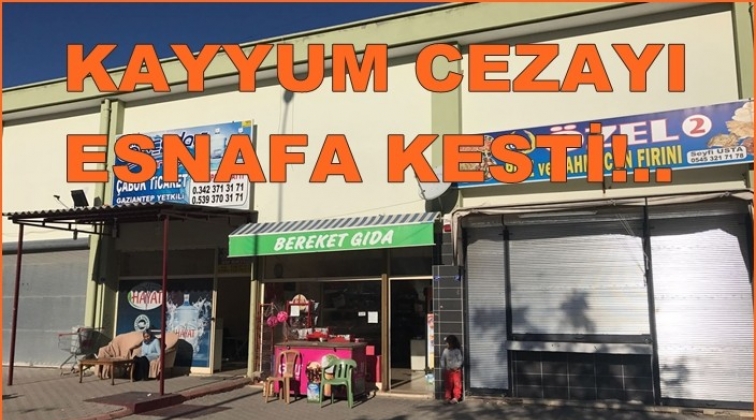 KAYYUM CEZAYI
ESNAFA KESTİ!..
ÇABUK TİCARET
GAZİANTEP YETKİLİ
0.342 371 31 71
0.539 370 31 71
ÖZEL 2
FIRINI
Seyfi USTA
0545 321 71 78
BEREKET GIDA
HAYAT
HAYAT